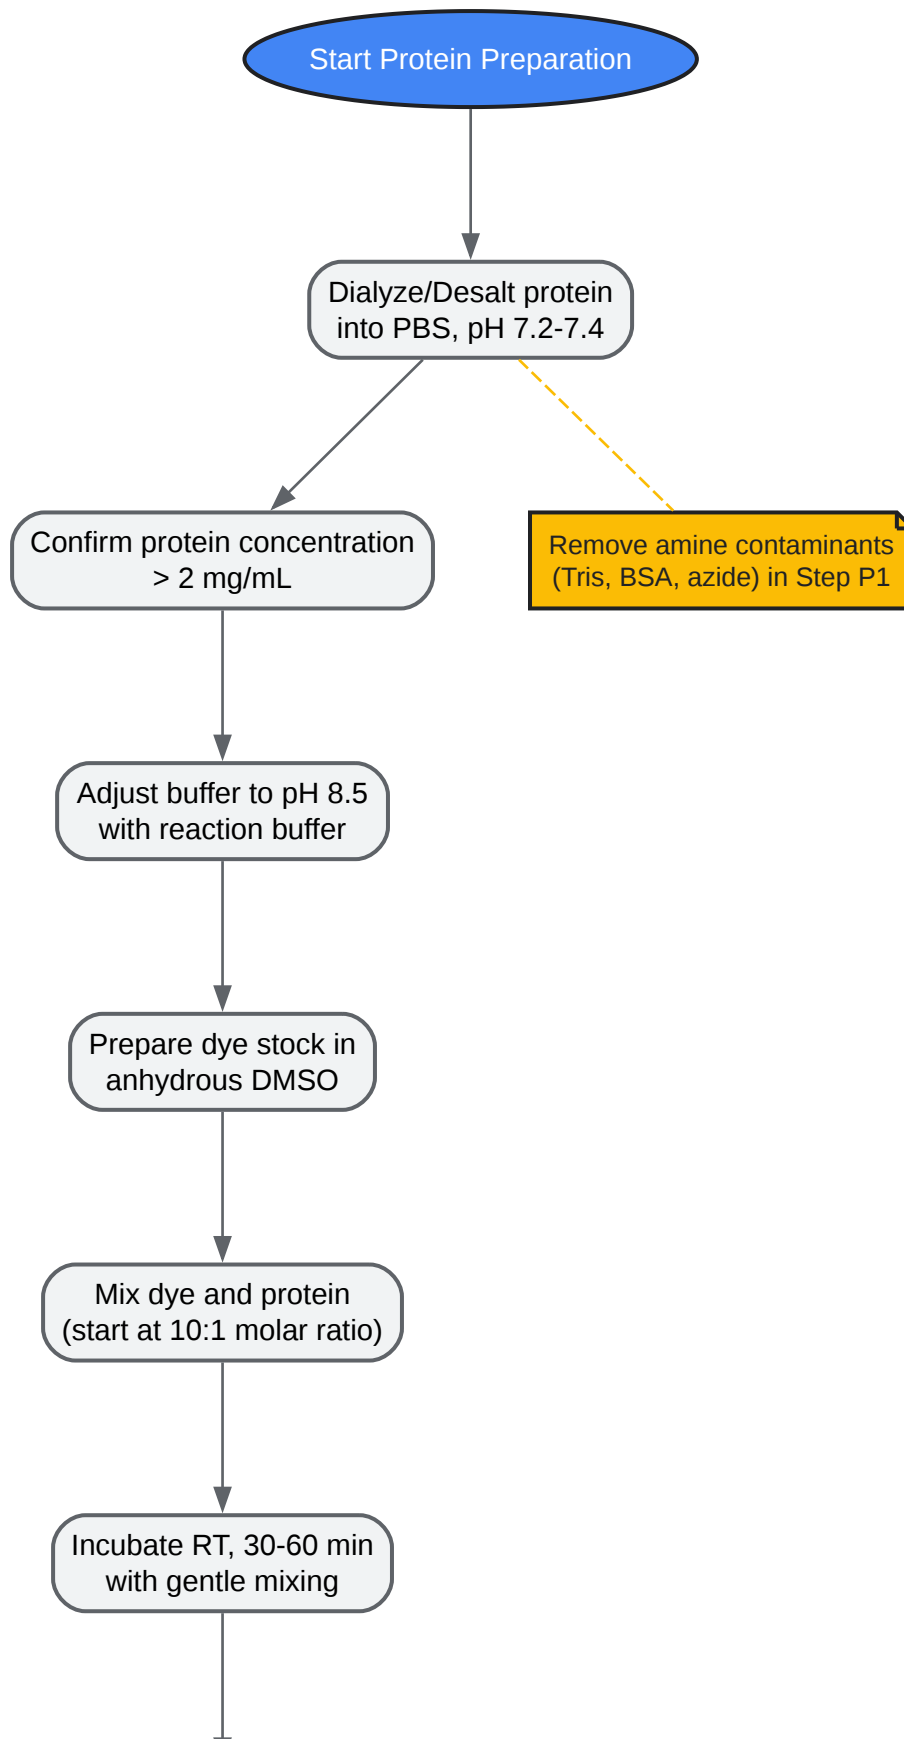 Start Protein Preparation
Dialyze/Desalt protein
into PBS, pH 7.2-7.4
Confirm protein concentration
> 2 mg/mL
Remove amine contaminants
(Tris, BSA, azide) in Step P1
Adjust buffer to pH 8.5
with reaction buffer
Prepare dye stock in
anhydrous DMSO
Mix dye and protein
(start at 10:1 molar ratio)
Incubate RT, 30-60 min
with gentle mixing